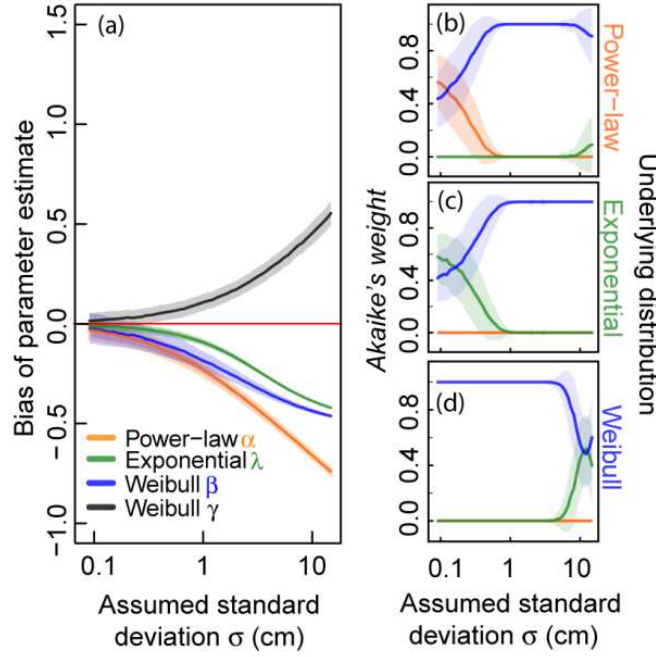 (a)
Bias of parameter estimate
1.5
1.0
0.5
0.0
−0.5
−1.0
Power−law α
Exponential λ
Weibull β
Weibull γ
0.1
1
10
Assumed standard
deviation σ (cm)
Akaike's weight
(b)
0.8
0.4
0.0
Power−law
(c)
0.8
0.4
0.0
Exponential
(d)
0.8
0.4
0.0
Weibull
Underlying distribution
0.1
1
10
Assumed standard
deviation σ (cm)